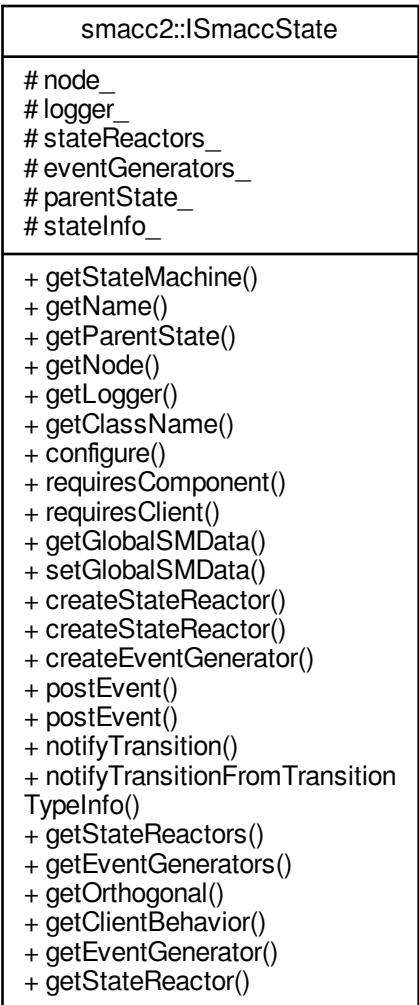 smacc2::ISmaccState
# node_
# logger_
# stateReactors_
# eventGenerators_
# parentState_
# stateInfo_
+ getStateMachine()
+ getName()
+ getParentState()
+ getNode()
+ getLogger()
+ getClassName()
+ configure()
+ requiresComponent()
+ requiresClient()
+ getGlobalSMData()
+ setGlobalSMData()
+ createStateReactor()
+ createStateReactor()
+ createEventGenerator()
+ postEvent()
+ postEvent()
+ notifyTransition()
+ notifyTransitionFromTransition
TypeInfo()
+ getStateReactors()
+ getEventGenerators()
+ getOrthogonal()
+ getClientBehavior()
+ getEventGenerator()
+ getStateReactor()